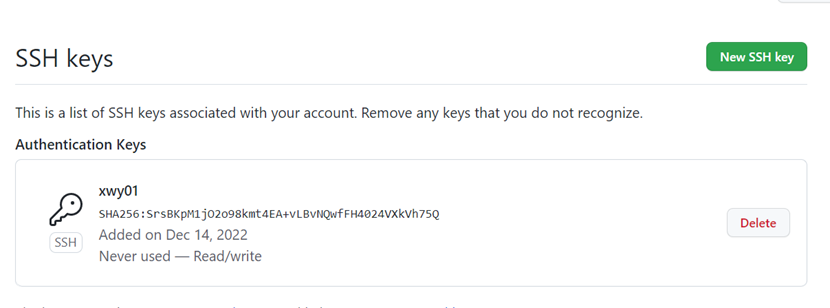 SSH keys
New SSH key
This is a list of SSH keys associated with your account. Remove any keys that you do not recognize.
Authentication Keys
xwy01
SHA256:SrsBKpM1jO2o98kmt4EA+vLBvNQwfFH4024VXkVh75Q
SSH
Added on Dec 14, 2022
Never used — Read/write
Delete